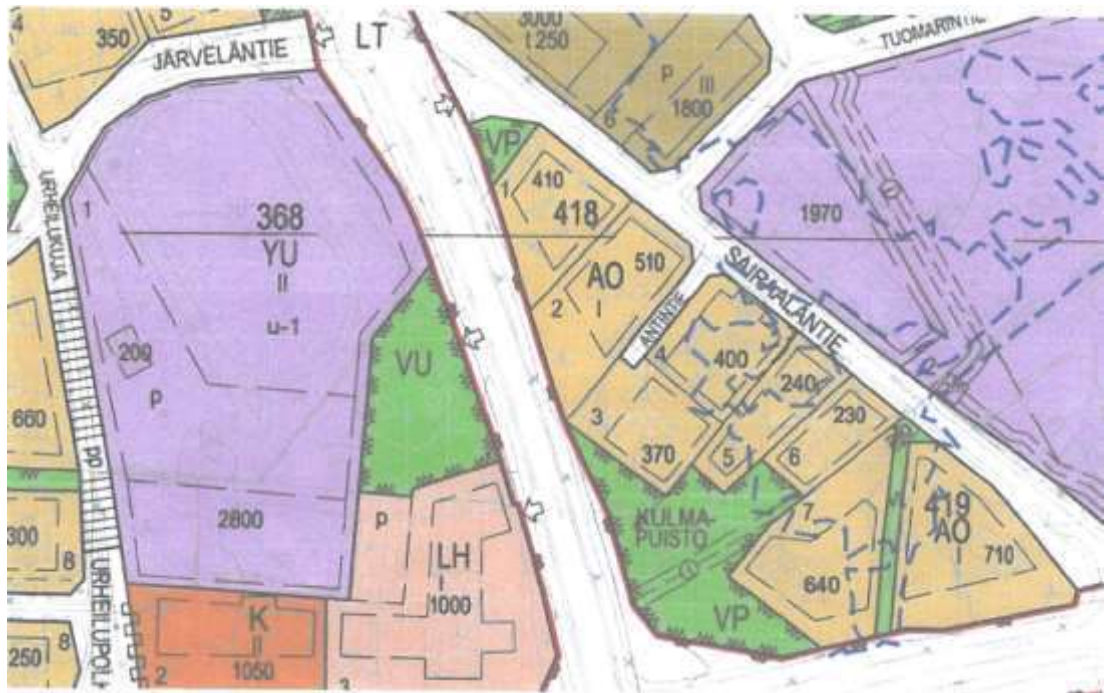 4
350
5
JÄRVELÄNTIE
LT
3000
I 250
p
III
1800
6
TUOMARINTIE
VP
1
410
418
1970
URHEILUKUJA
1
368
YU
II
u-1
AO
I
510
2
SAIRAALANTIE
ANTINTIE
200
p
VU
4
400
240
230
660
pp
3
370
5
6
2800
300
8
KULMA-
PUISTO
7
419
AO
I
710
p
LH
I
1000
640
VP
K
II
1050
2
3
250
I
8